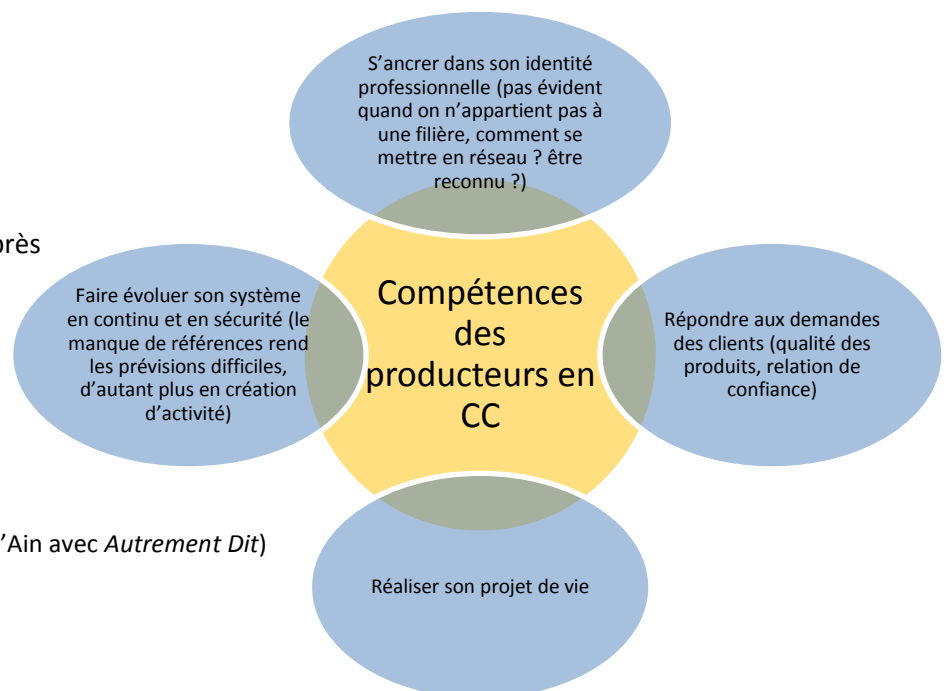 S’ancrer dans son identité
professionnelle (pas évident
quand on n’appartient pas à
une filière, comment se
mettre en réseau ? être
reconnu ?)
près
Faire évoluer son système
en continu et en sécurité (le
manque de références rend
les prévisions difficiles,
d’autant plus en création
d’activité)
Compétences
des
producteurs en
CC
Répondre aux demandes
des clients (qualité des
produits, relation de
confiance)
’Ain avec Autrement Dit)
Réaliser son projet de vie